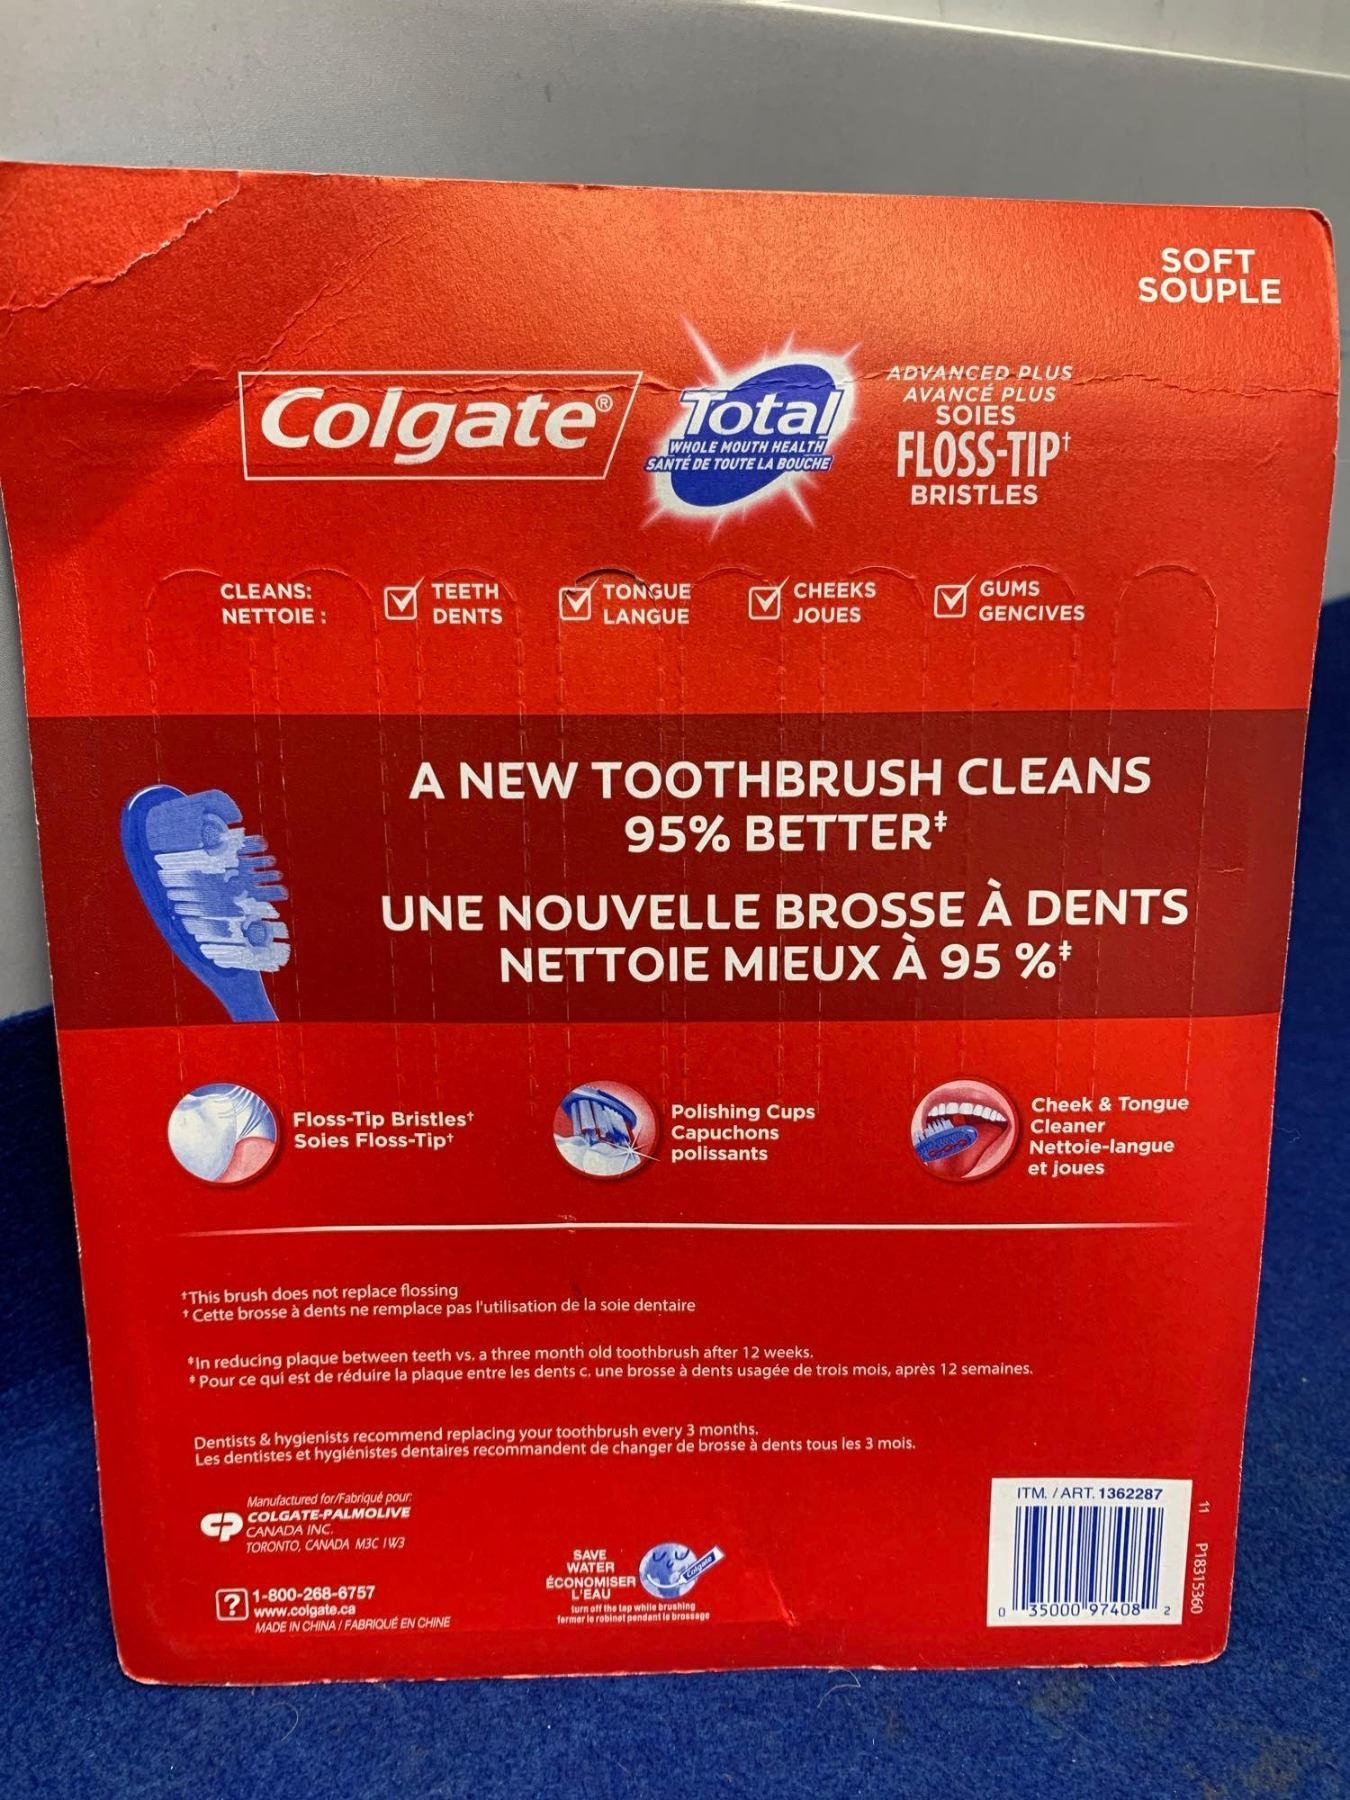 SOFT
SOUPLE
Colgate®
Total
WHOLE MOUTH HEALTH
SANTÉ DE TOUTE LA BOUCHE
ADVANCED PLUS
AVANCÉ PLUS
SOIES
FLOSS-TIP†
BRISTLES
CLEANS:
NETTOIE :
TEETH
DENTS
TONGUE
LANGUE
CHEEKS
JOUES
GUMS
GENCIVES
A NEW TOOTHBRUSH CLEANS
95% BETTER‡
UNE NOUVELLE BROSSE À DENTS
NETTOIE MIEUX À 95 %‡
Floss-Tip Bristles†
Soies Floss-Tip†
Polishing Cups
Capuchons
polissants
Cheek & Tongue
Cleaner
Nettoie-langue
et joues
†This brush does not replace flossing
† Cette brosse à dents ne remplace pas l'utilisation de la soie dentaire
‡In reducing plaque between teeth vs. a three month old toothbrush after 12 weeks.
‡ Pour ce qui est de réduire la plaque entre les dents c. une brosse à dents usagée de trois mois, après 12 semaines.
Dentists & hygienists recommend replacing your toothbrush every 3 months.
Les dentistes et hygiénistes dentaires recommandent de changer de brosse à dents tous les 3 mois.
CP
Manufactured for/Fabriqué pour:
COLGATE-PALMOLIVE
CANADA INC.
TORONTO, CANADA M3C 1W3
?
1-800-268-6757
www.colgate.ca
MADE IN CHINA / FABRIQUÉ EN CHINE
SAVE
WATER
ÉCONOMISER
L'EAU
Colgate
turn off the tap while brushing
fermer le robinet pendant le brossage
ITM. / ART. 1362287
0 35000 97408 2
11 P18315360